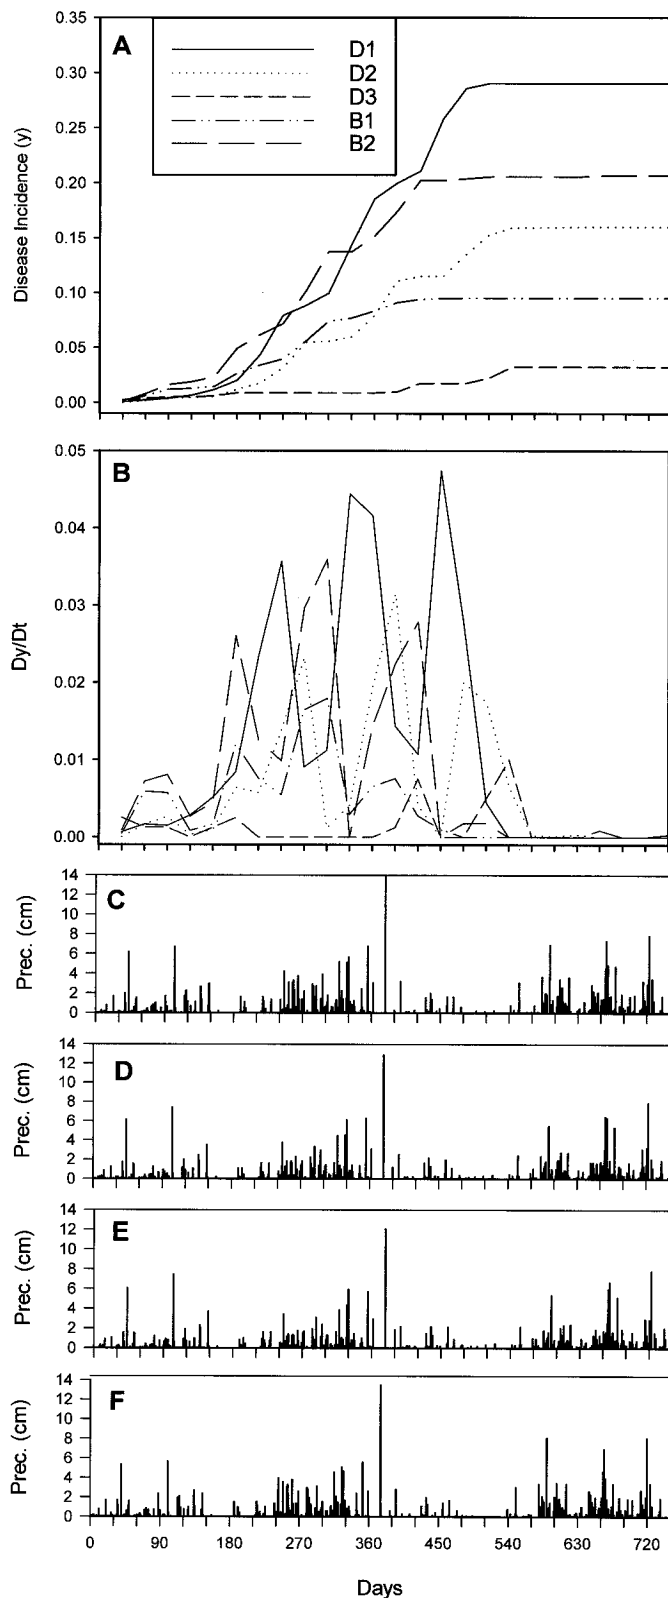 A
D1
D2
D3
B1
B2
Disease Incidence (y)
0.35
0.30
0.25
0.20
0.15
0.10
0.05
0.00
B
Dy/Dt
0.05
0.04
0.03
0.02
0.01
0.00
C
Prec. (cm)
14
12
10
8
6
4
2
0
D
Prec. (cm)
14
12
10
8
6
4
2
0
E
Prec. (cm)
14
12
10
8
6
4
2
0
F
Prec. (cm)
14
12
10
8
6
4
2
0
0 90 180 270 360 450 540 630 720
Days